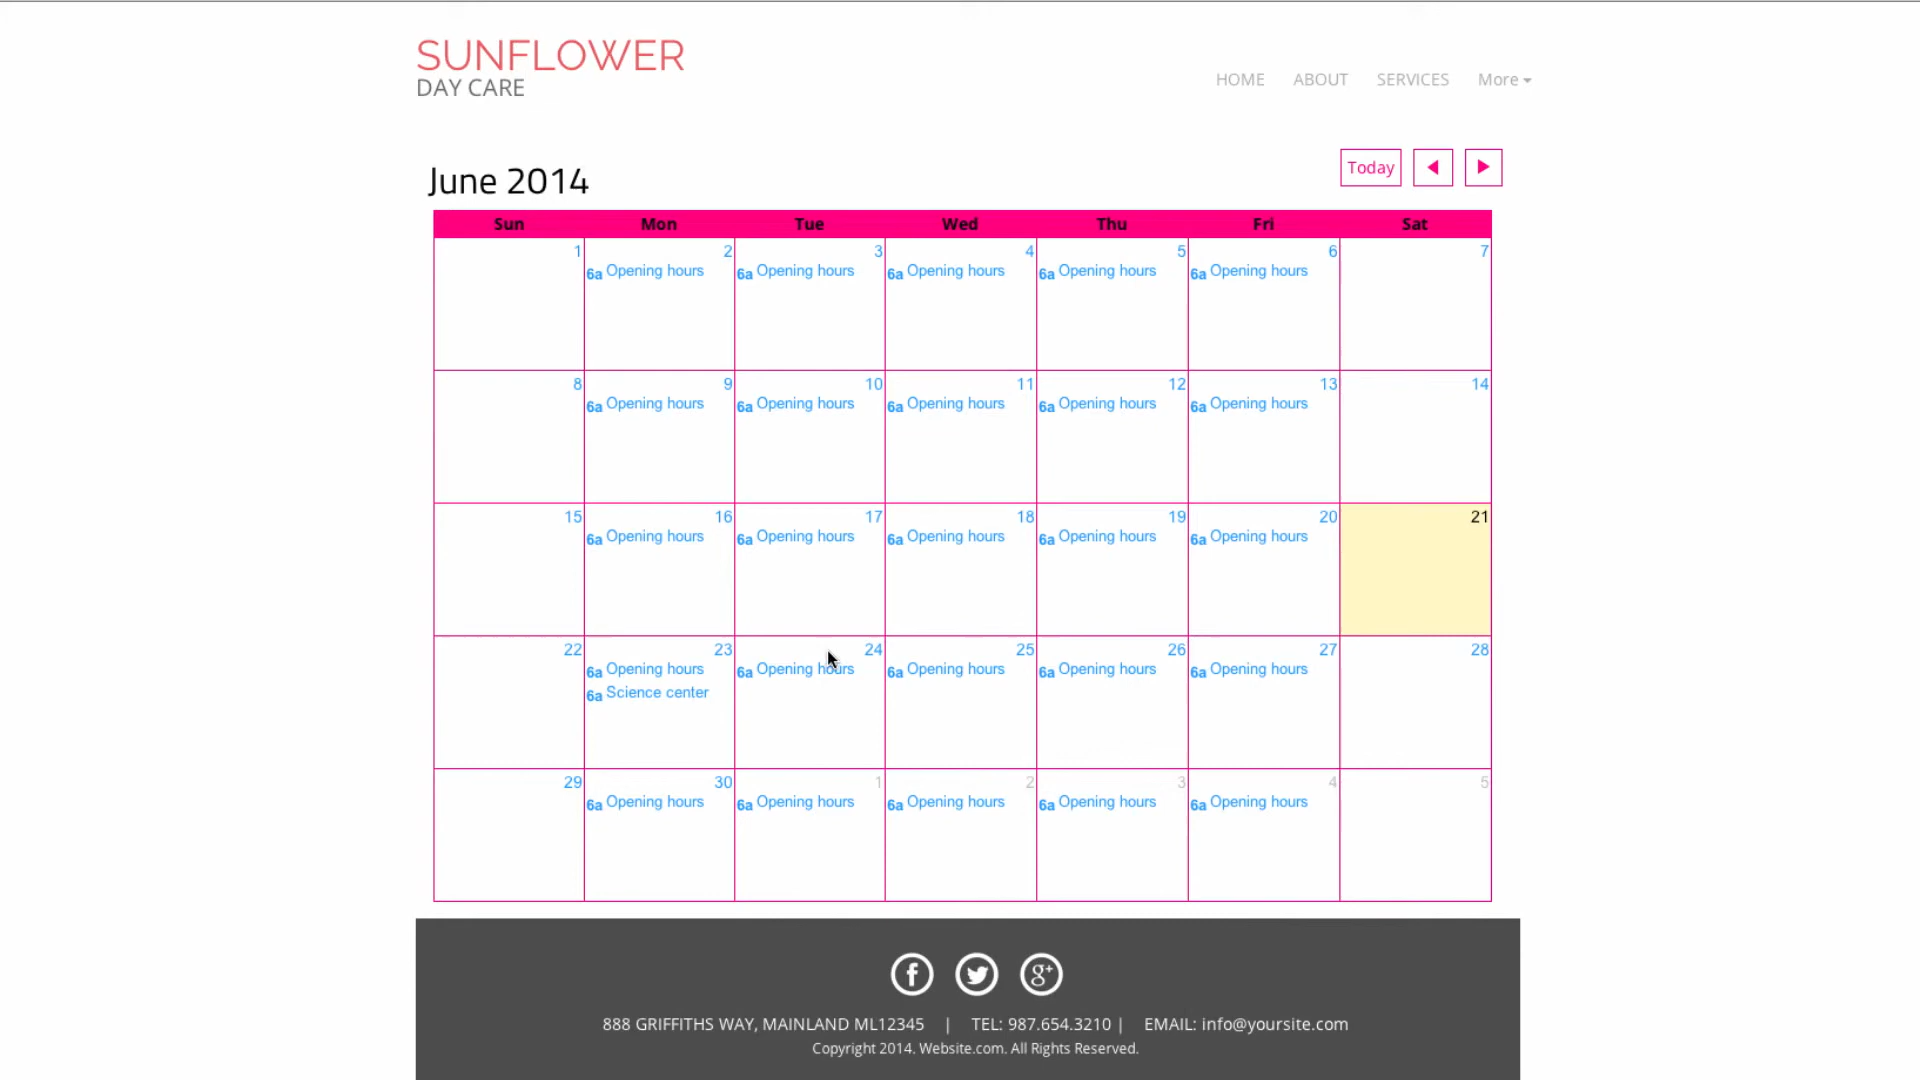 SUNFLOWER
DAY CARE
HOME ABOUT SERVICES More
June 2014
Today
Sun Mon Tue Wed Thu Fri Sat
1 2 3 4 5 6 7
6a Opening hours 6a Opening hours 6a Opening hours 6a Opening hours 6a Opening hours
8 9 10 11 12 13 14
6a Opening hours 6a Opening hours 6a Opening hours 6a Opening hours 6a Opening hours
15 16 17 18 19 20 21
6a Opening hours 6a Opening hours 6a Opening hours 6a Opening hours 6a Opening hours
22 23 24 25 26 27 28
6a Opening hours 6a Opening hours 6a Opening hours 6a Opening hours 6a Opening hours
6a Science center
29 30 1 2 3 4 5
6a Opening hours 6a Opening hours 6a Opening hours 6a Opening hours 6a Opening hours
f g+
888 GRIFFITHS WAY, MAINLAND ML12345 | TEL: 987.654.3210 | EMAIL: info@yoursite.com
Copyright 2014. Website.com. All Rights Reserved.